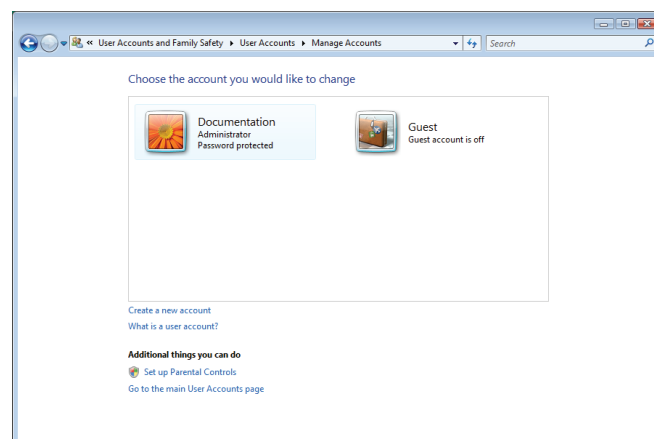 « User Accounts and Family Safety ▸ User Accounts ▸ Manage Accounts
Search
Choose the account you would like to change
Documentation
Administrator
Password protected
Guest
Guest account is off
Create a new account
What is a user account?
Additional things you can do
Set up Parental Controls
Go to the main User Accounts page